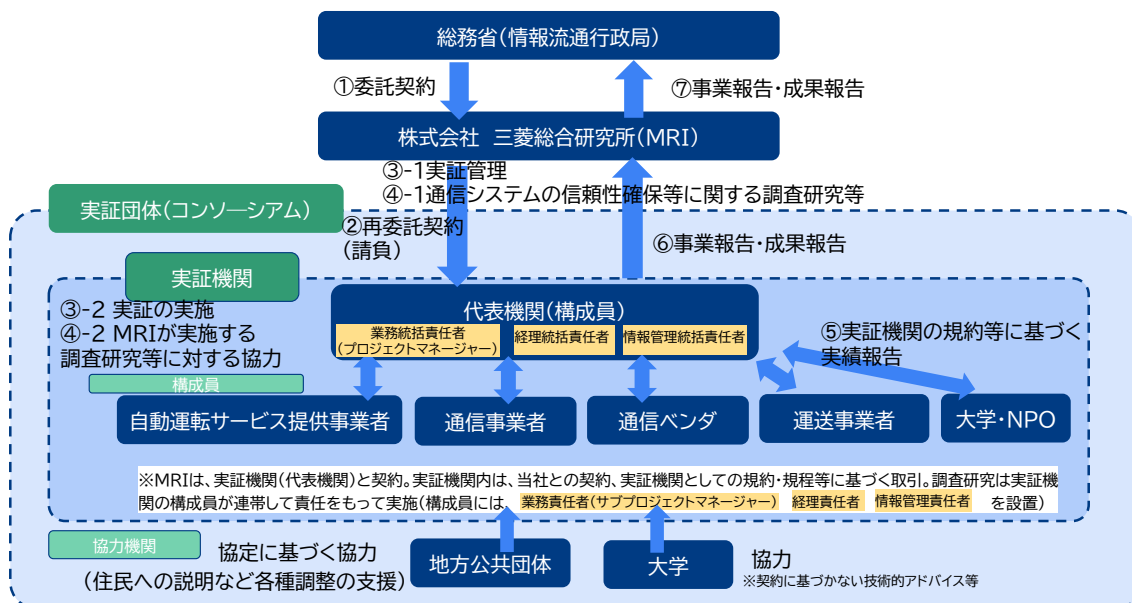 総務省(情報流通行政局)
①委託契約
⑦事業報告・成果報告
株式会社 三菱総合研究所(MRI)
③-1実証管理
④-1通信システムの信頼性確保等に関する調査研究等
実証団体(コンソーシアム)
②再委託契約
(請負)
⑥事業報告・成果報告
実証機関
③-2 実証の実施
④-2 MRIが実施する
調査研究等に対する協力
代表機関(構成員)
業務統括責任者
(プロジェクトマネージャー)
経理統括責任者
情報管理統括責任者
⑤実証機関の規約等に基づく
実績報告
構成員
自動運転サービス提供事業者
通信事業者
通信ベンダ
運送事業者
大学・NPO
※MRIは、実証機関(代表機関)と契約。実証機関内は、当社との契約、実証機関としての規約・規程等に基づく取引。調査研究は実証機
関の構成員が連帯して責任をもって実施(構成員には、 業務責任者(サブプロジェクトマネージャー) 経理責任者 情報管理責任者 を設置)
協力機関
協定に基づく協力
(住民への説明など各種調整の支援)
地方公共団体
大学
協力
※契約に基づかない技術的アドバイス等